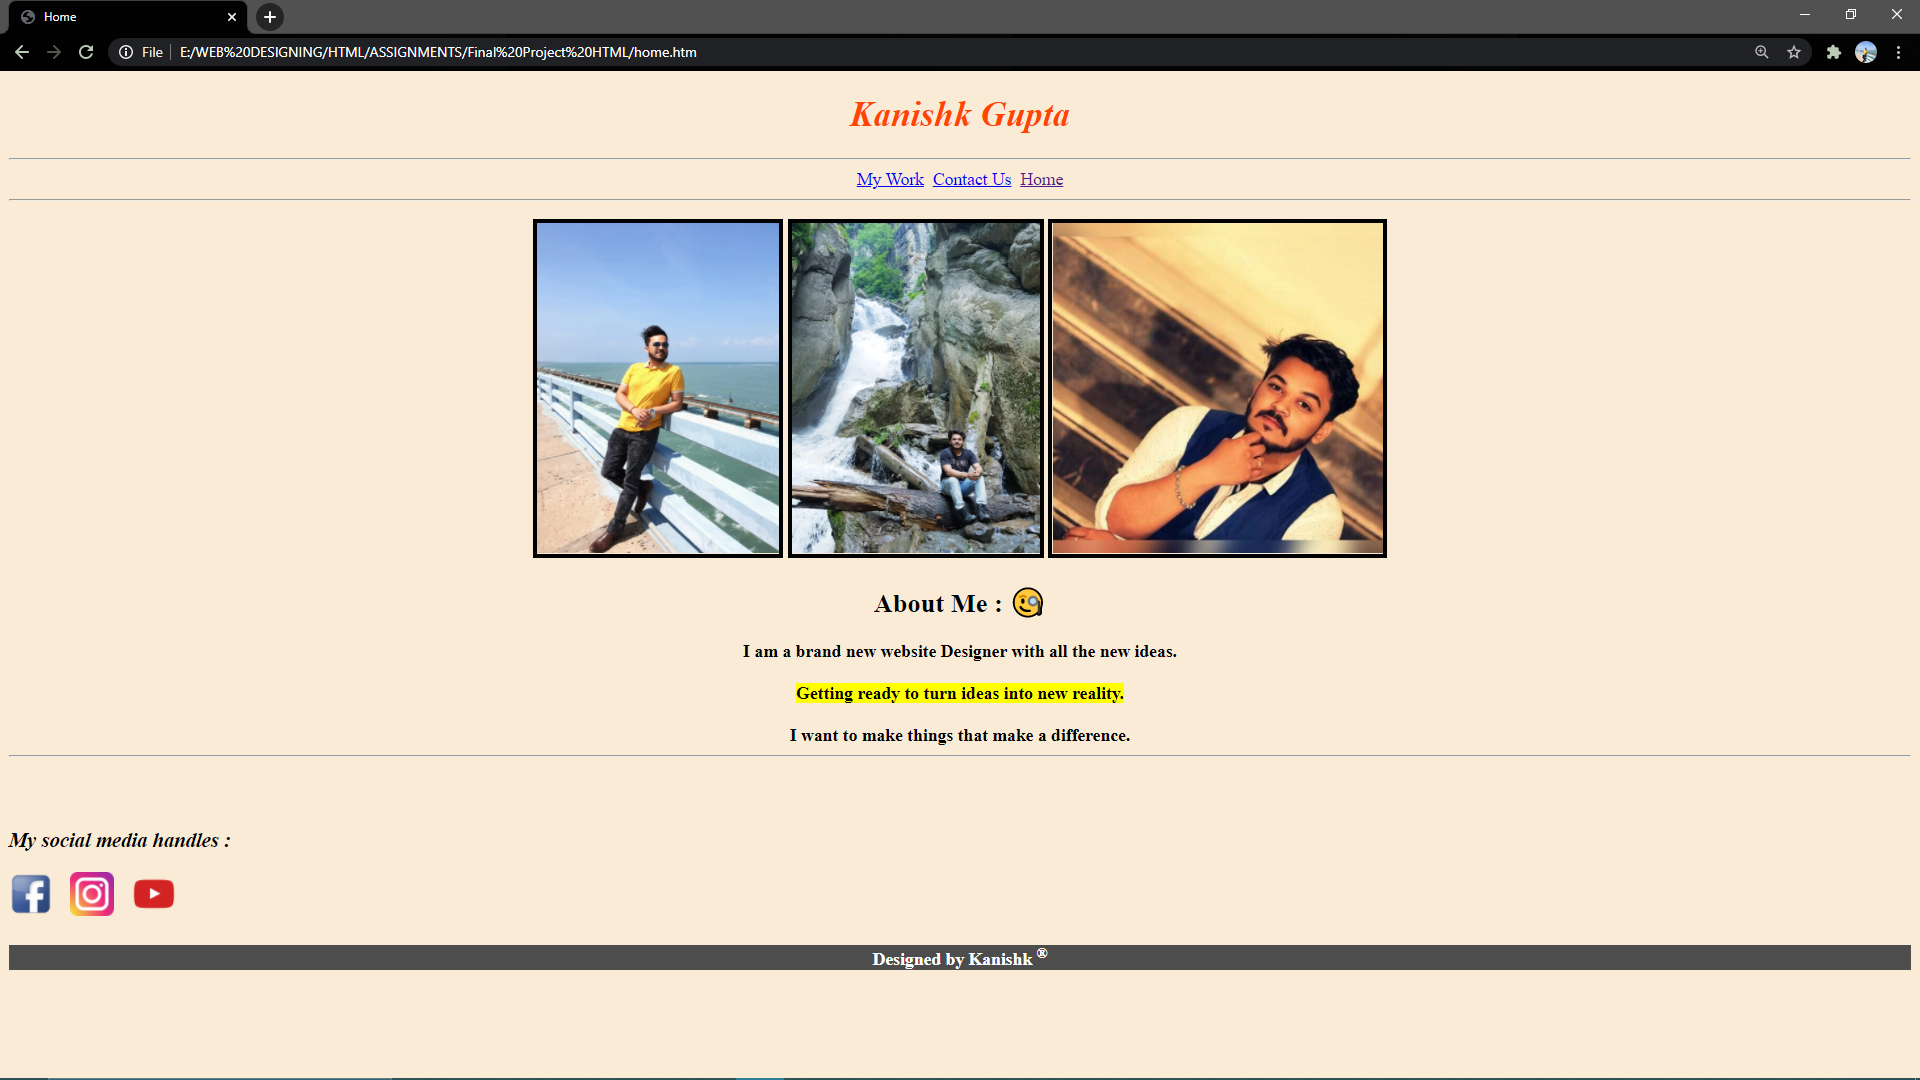 Home
File
E:/WEB%20DESIGNING/HTML/ASSIGNMENTS/Final%20Project%20HTML/home.htm
Kanishk Gupta
My Work Contact Us Home
About Me :
I am a brand new website Designer with all the new ideas.
Getting ready to turn ideas into new reality.
I want to make things that make a difference.
My social media handles :
Designed by Kanishk ®